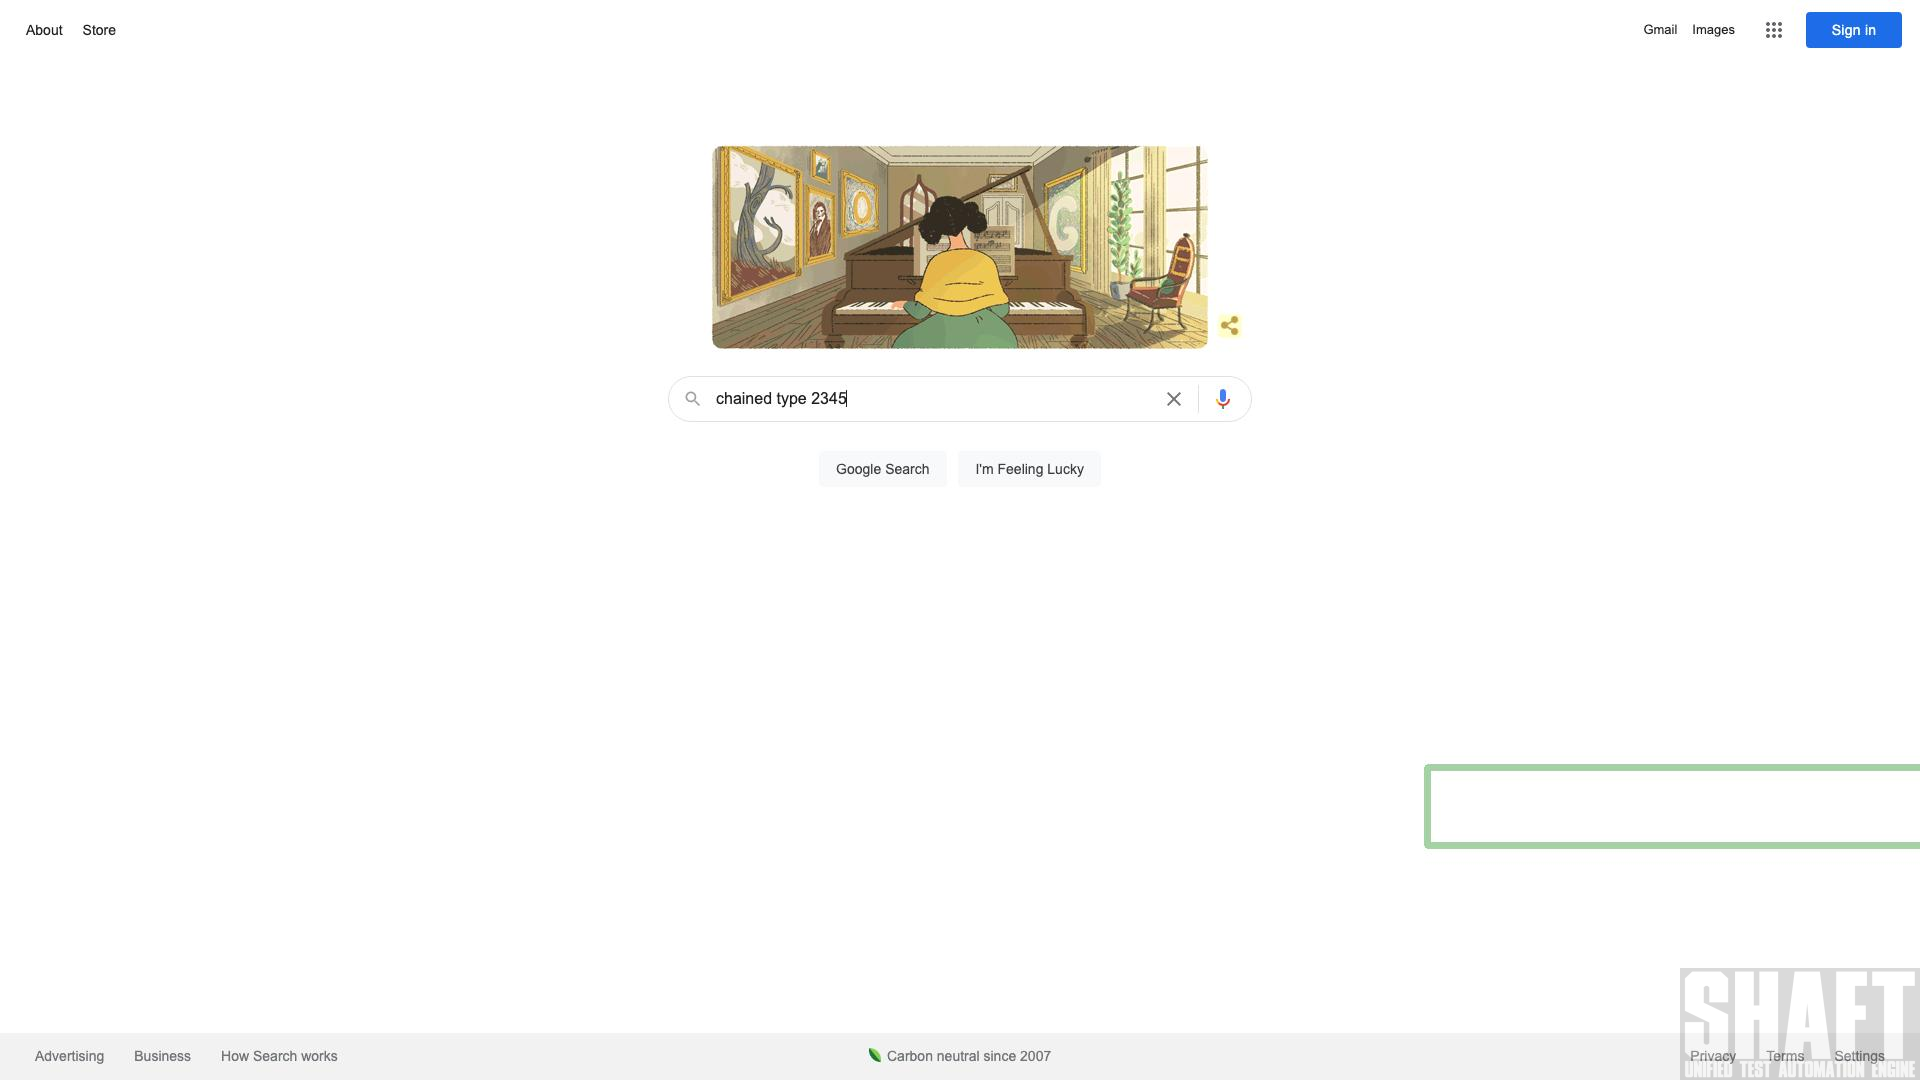 About Store
Gmail Images
Sign in
chained type 2345
Google Search I'm Feeling Lucky
SHAFT
UNIFIED TEST AUTOMATION ENGINE
Advertising Business How Search works
Carbon neutral since 2007
Privacy Terms Settings